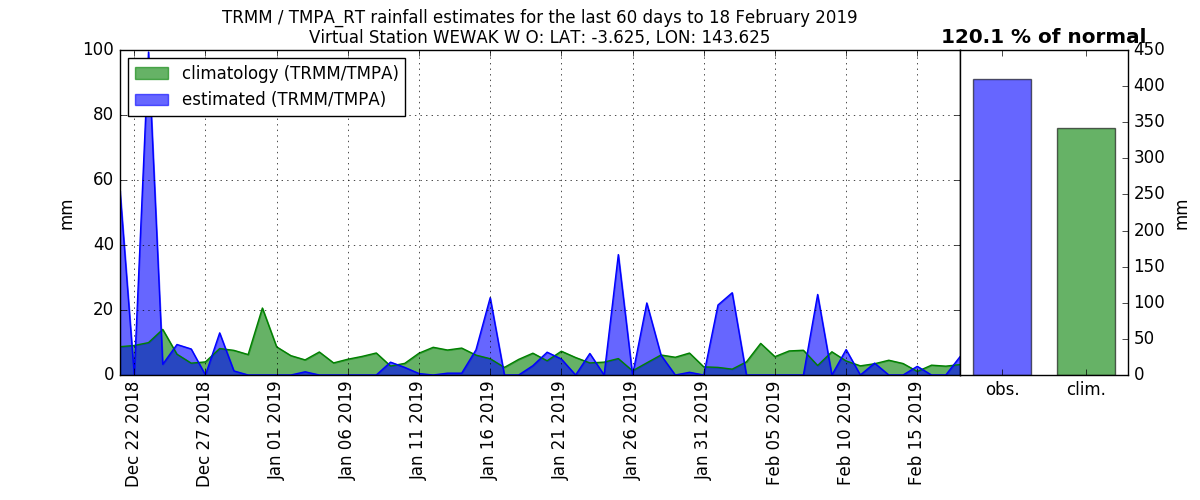 TRMM / TMPA_RT rainfall estimates for the last 60 days to 18 February 2019
Virtual Station WEWAK W O: LAT: -3.625, LON: 143.625
120.1 % of normal
climatology (TRMM/TMPA)
estimated (TRMM/TMPA)
100
80
60
40
20
0
mm
Dec 22 2018
Dec 27 2018
Jan 01 2019
Jan 06 2019
Jan 11 2019
Jan 16 2019
Jan 21 2019
Jan 26 2019
Jan 31 2019
Feb 05 2019
Feb 10 2019
Feb 15 2019
obs.
clim.
450
400
350
300
250
200
150
100
50
0
mm